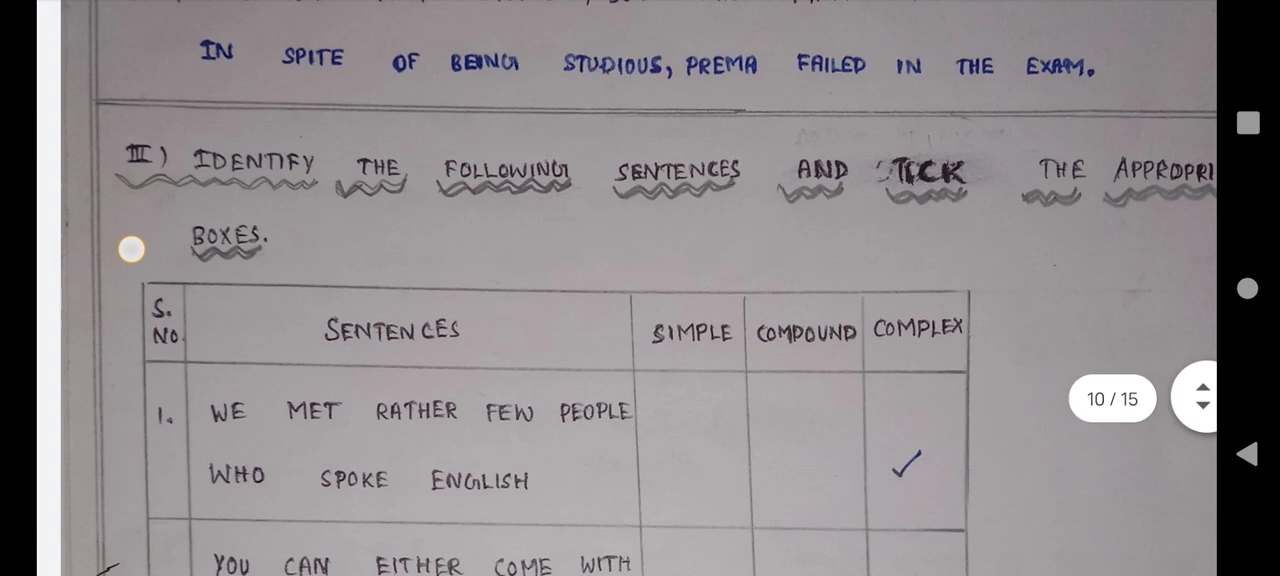 IN SPITE OF BEING STUDIOUS, PREMA FAILED IN THE EXAM.
III) IDENTIFY THE FOLLOWING SENTENCES AND TICK THE APPROPRI
BOXES.
S. NO. SENTENCES SIMPLE COMPOUND COMPLEX
1. WE MET RATHER FEW PEOPLE
WHO SPOKE ENGLISH
YOU CAN EITHER COME WITH
10 / 15